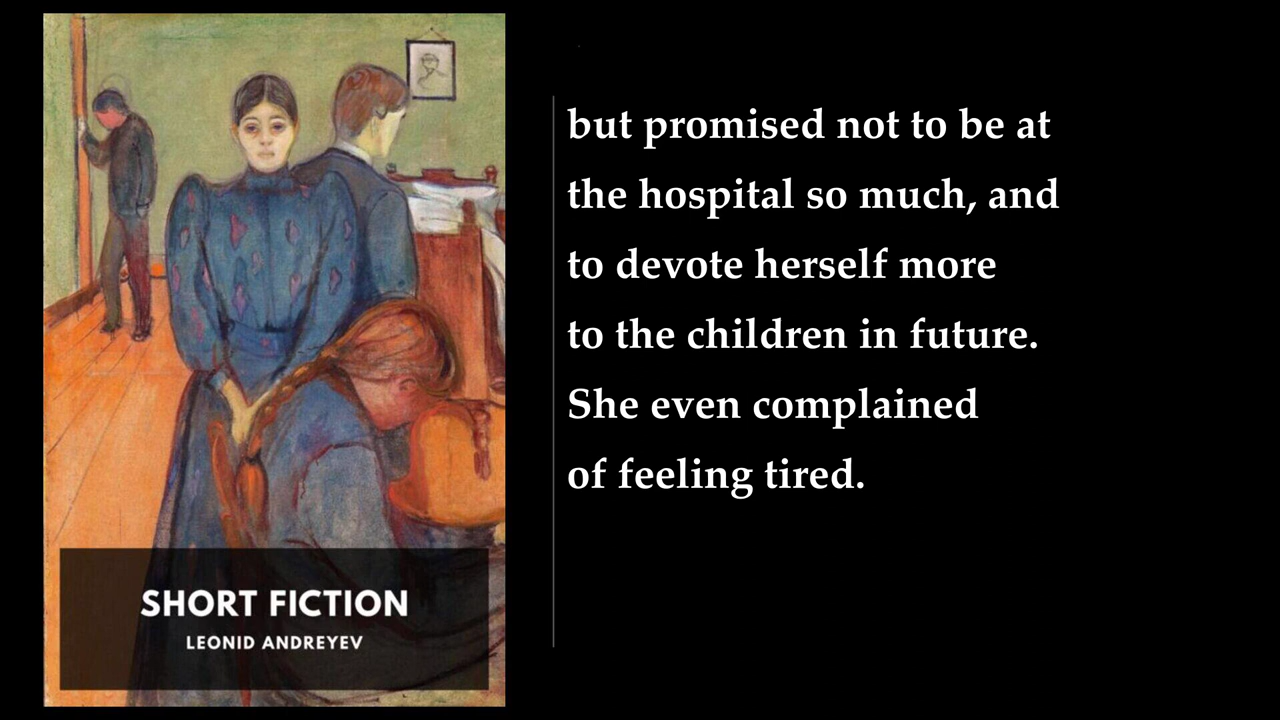 but promised not to be at
the hospital so much, and
to devote herself more
to the children in future.
She even complained
of feeling tired.
SHORT FICTION
LEONID ANDREYEV